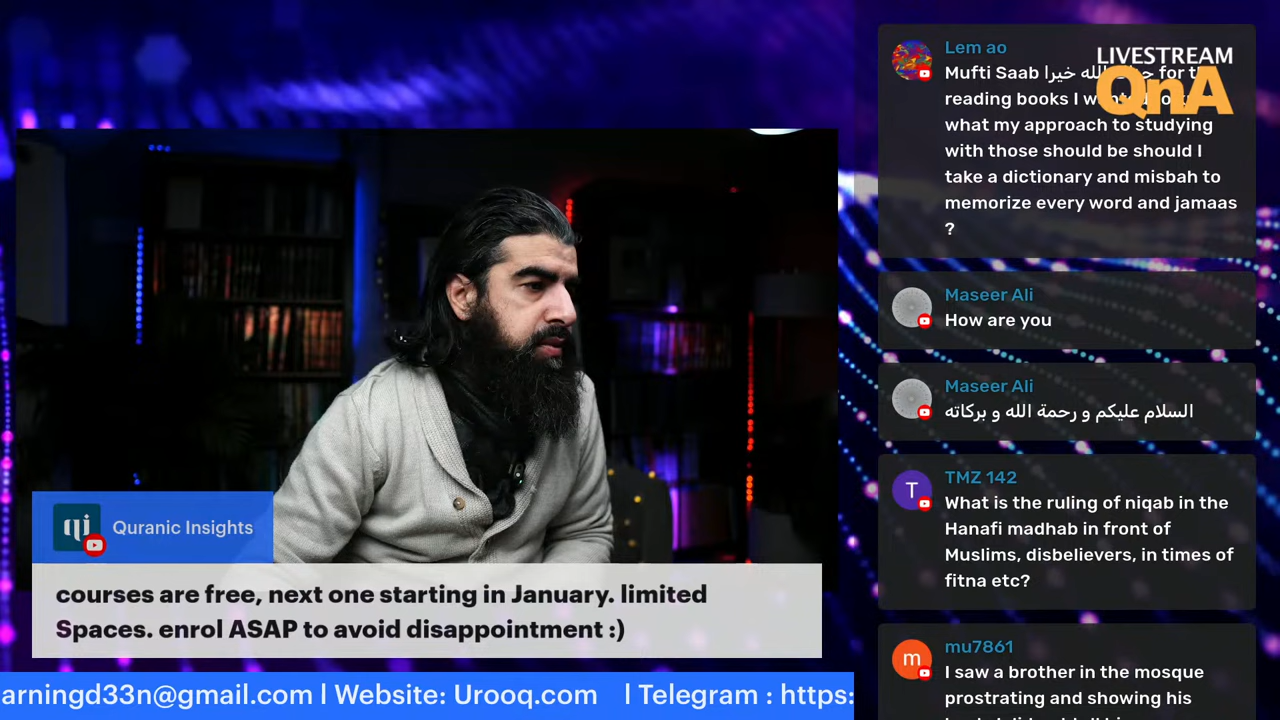 LIVESTREAM
QnA
Lem ao
Mufti Saab الله خيرا for
reading books I
what my approach to studying
with those should be should I
take a dictionary and misbah to
memorize every word and jamaas
?
Maseer Ali
How are you
Maseer Ali
السلام عليكم و رحمة الله و بركاته
T
TMZ 142
What is the ruling of niqab in the
Hanafi madhab in front of
Muslims, disbelievers, in times of
fitna etc?
m
mu7861
I saw a brother in the mosque
prostrating and showing his
qi
Quranic Insights
courses are free, next one starting in January. limited
Spaces. enrol ASAP to avoid disappointment :)
arningd33n@gmail.com | Website: Urooq.com | Telegram : https: